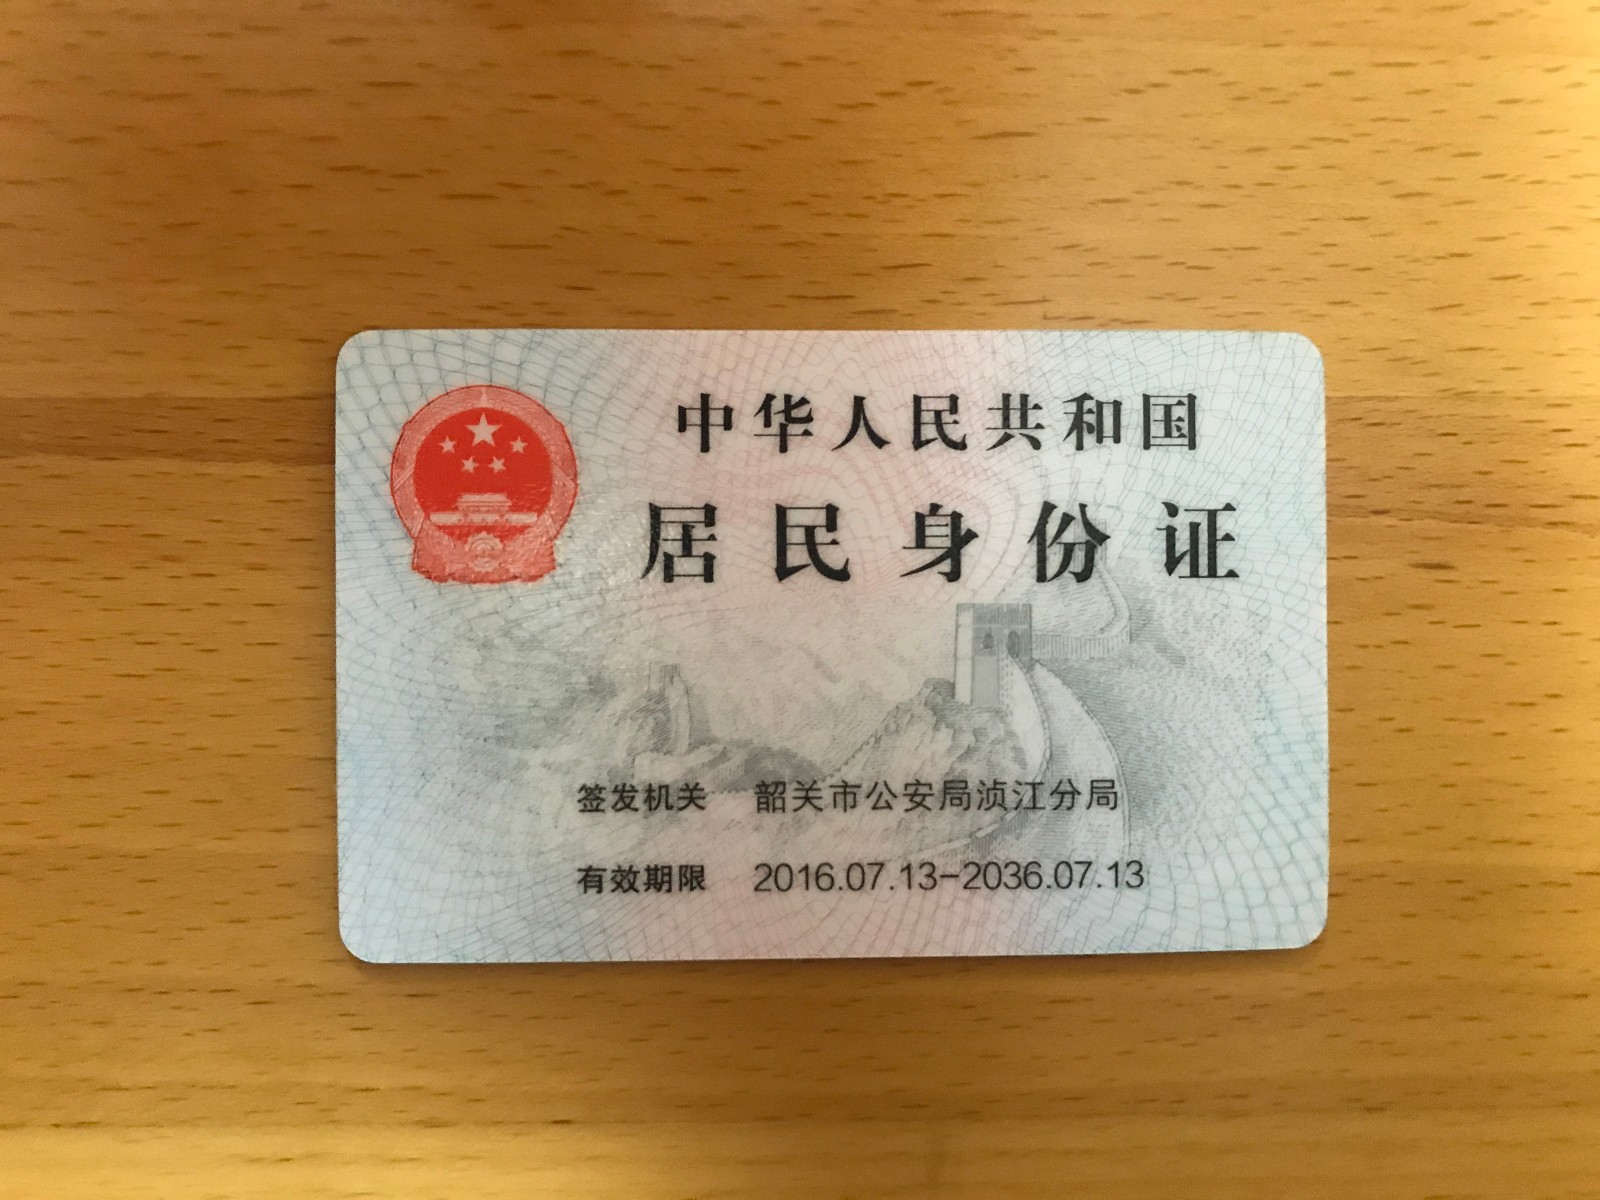 中华人民共和国
居民身份证
签发机关 韶关市公安局浈江分局
有效期限 2016.07.13-2036.07.13